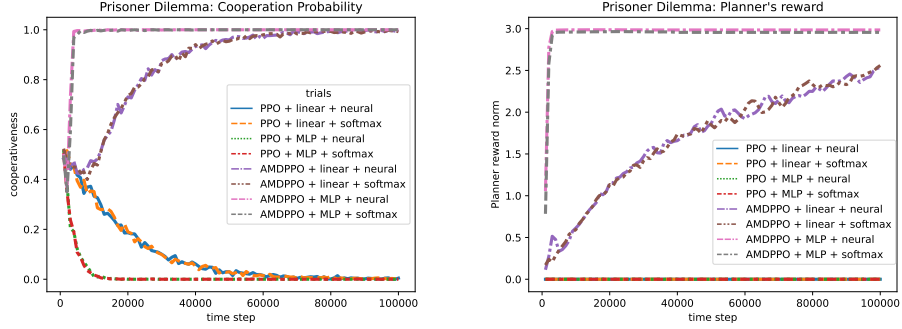 Prisoner Dilemma: Cooperation Probability
1.0
0.8
0.6
0.4
0.2
0.0
cooperativeness
trials
PPO + linear + neural
PPO + linear + softmax
PPO + MLP + neural
PPO + MLP + softmax
AMDPPO + linear + neural
AMDPPO + linear + softmax
AMDPPO + MLP + neural
AMDPPO + MLP + softmax
0
20000
40000
60000
80000
100000
time step
Prisoner Dilemma: Planner's reward
3.0
2.5
2.0
1.5
1.0
0.5
0.0
Planner reward norm
PPO + linear + neural
PPO + linear + softmax
PPO + MLP + neural
PPO + MLP + softmax
AMDPPO + linear + neural
AMDPPO + linear + softmax
AMDPPO + MLP + neural
AMDPPO + MLP + softmax
0
20000
40000
60000
80000
100000
time step